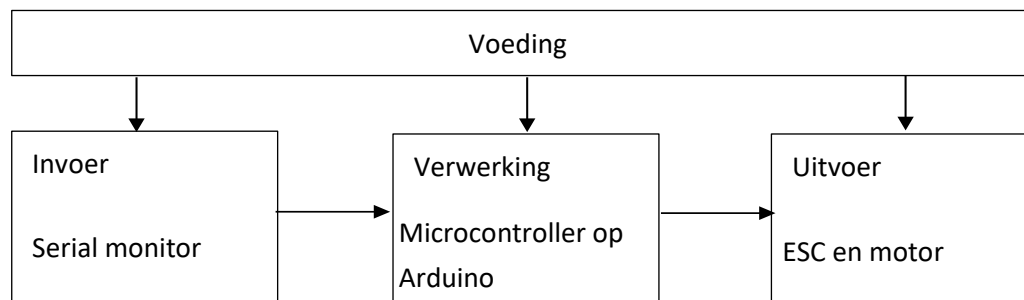 Voeding
Invoer
Serial monitor
Verwerking
Microcontroller op
Arduino
Uitvoer
ESC en motor